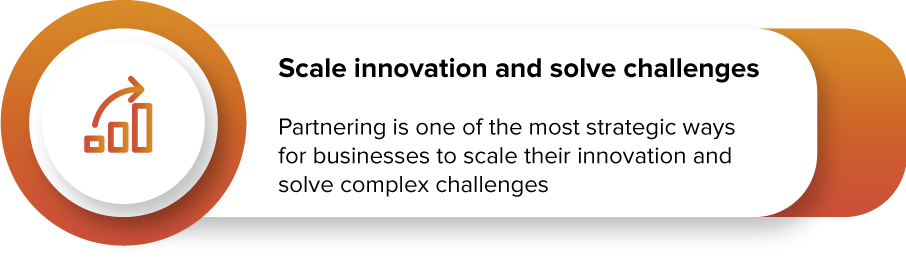 Scale innovation and solve challenges
Partnering is one of the most strategic ways
for businesses to scale their innovation and
solve complex challenges